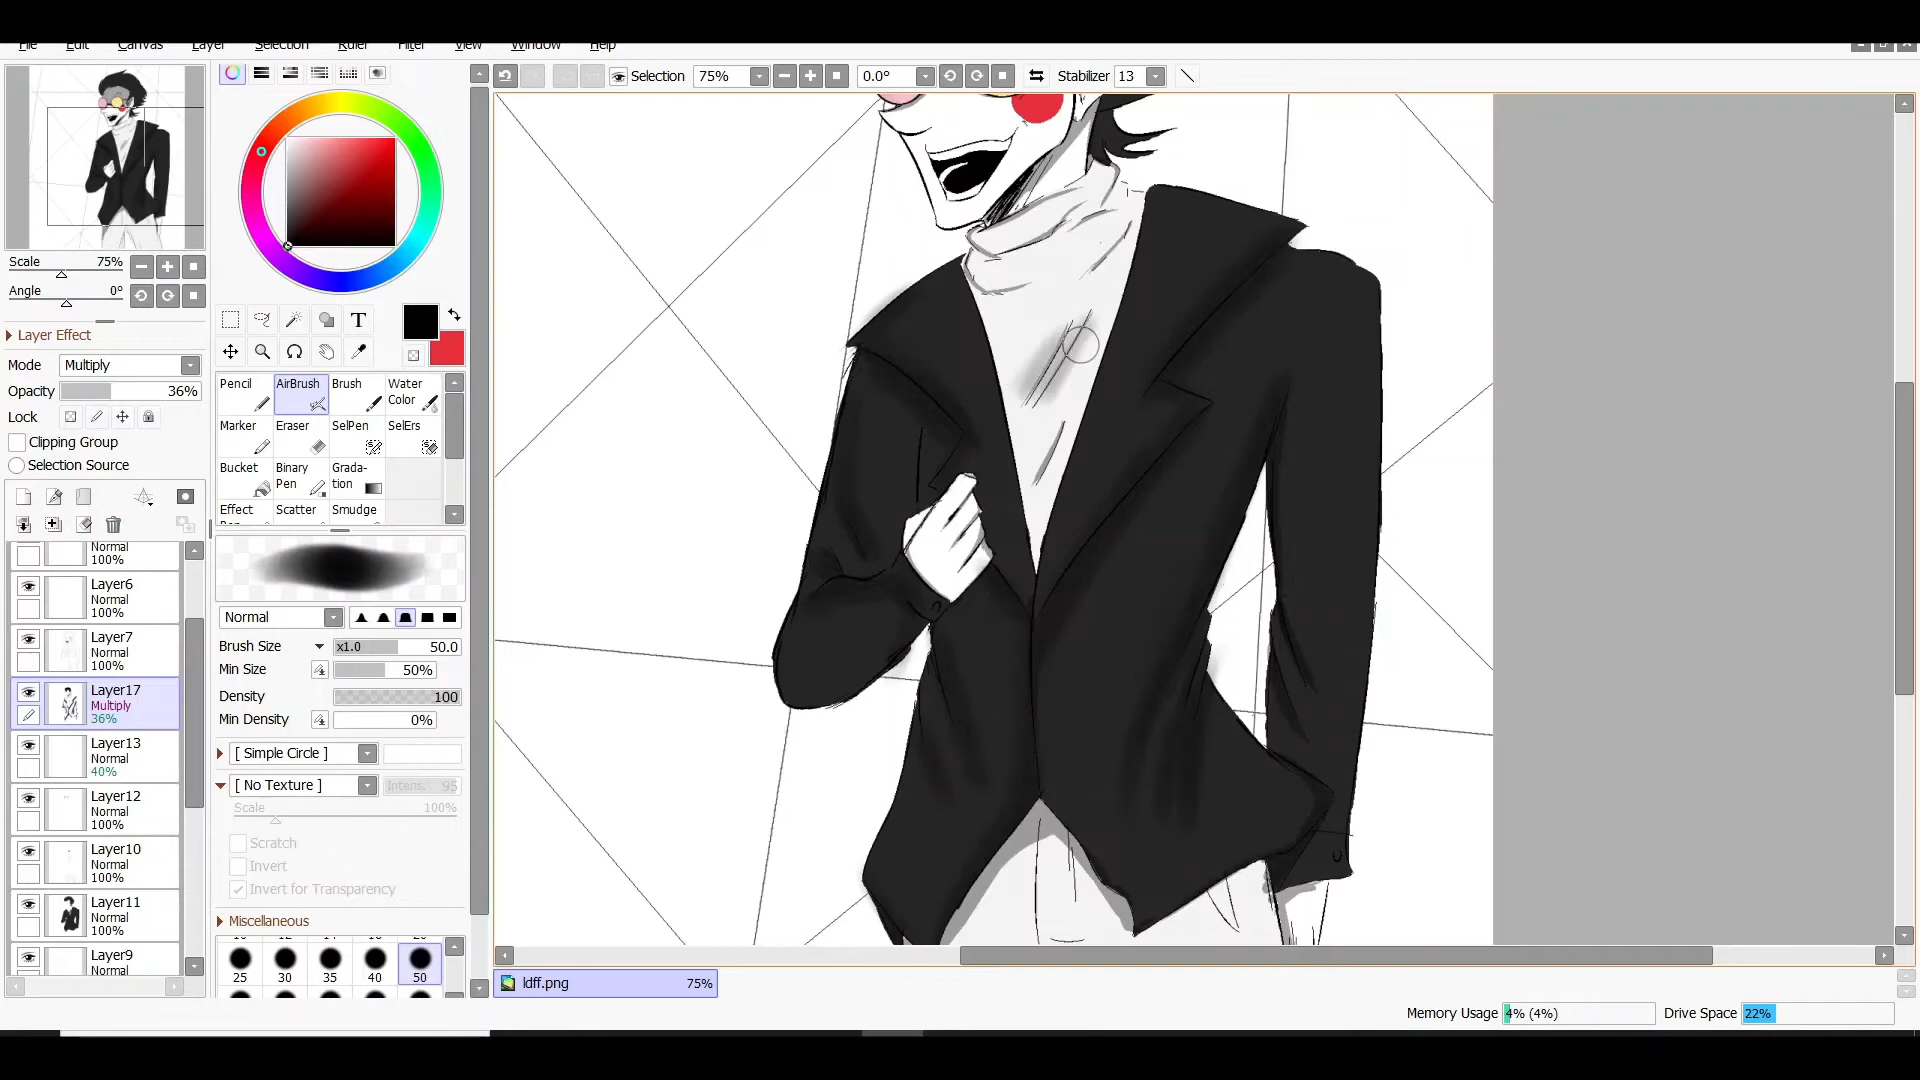 File Edit Canvas Layer Selection Ruler Filter View Window Help
Selection 75% 0.0° Stabilizer 13
Scale 75%
Angle 0°
Layer Effect
Mode Multiply
Opacity 36%
Lock
Clipping Group
Selection Source
Normal
100%
Layer6
Normal
100%
Layer7
Normal
100%
Layer17
Multiply
36%
Layer13
Normal
40%
Layer12
Normal
100%
Layer10
Normal
100%
Layer11
Normal
100%
Layer9
Normal
T
Pencil AirBrush Brush Water Color
Marker Eraser SelPen SelErs
Bucket Binary Pen Grada-tion
Effect Scatter Smudge
Normal
Brush Size x1.0 50.0
Min Size 50%
Density 100
Min Density 0%
[ Simple Circle ]
[ No Texture ] Intens. 95
Scale 100%
Scratch
Invert
Invert for Transparency
Miscellaneous
25 30 35 40 50
ldff.png 75%
Memory Usage 4% (4%) Drive Space 22%